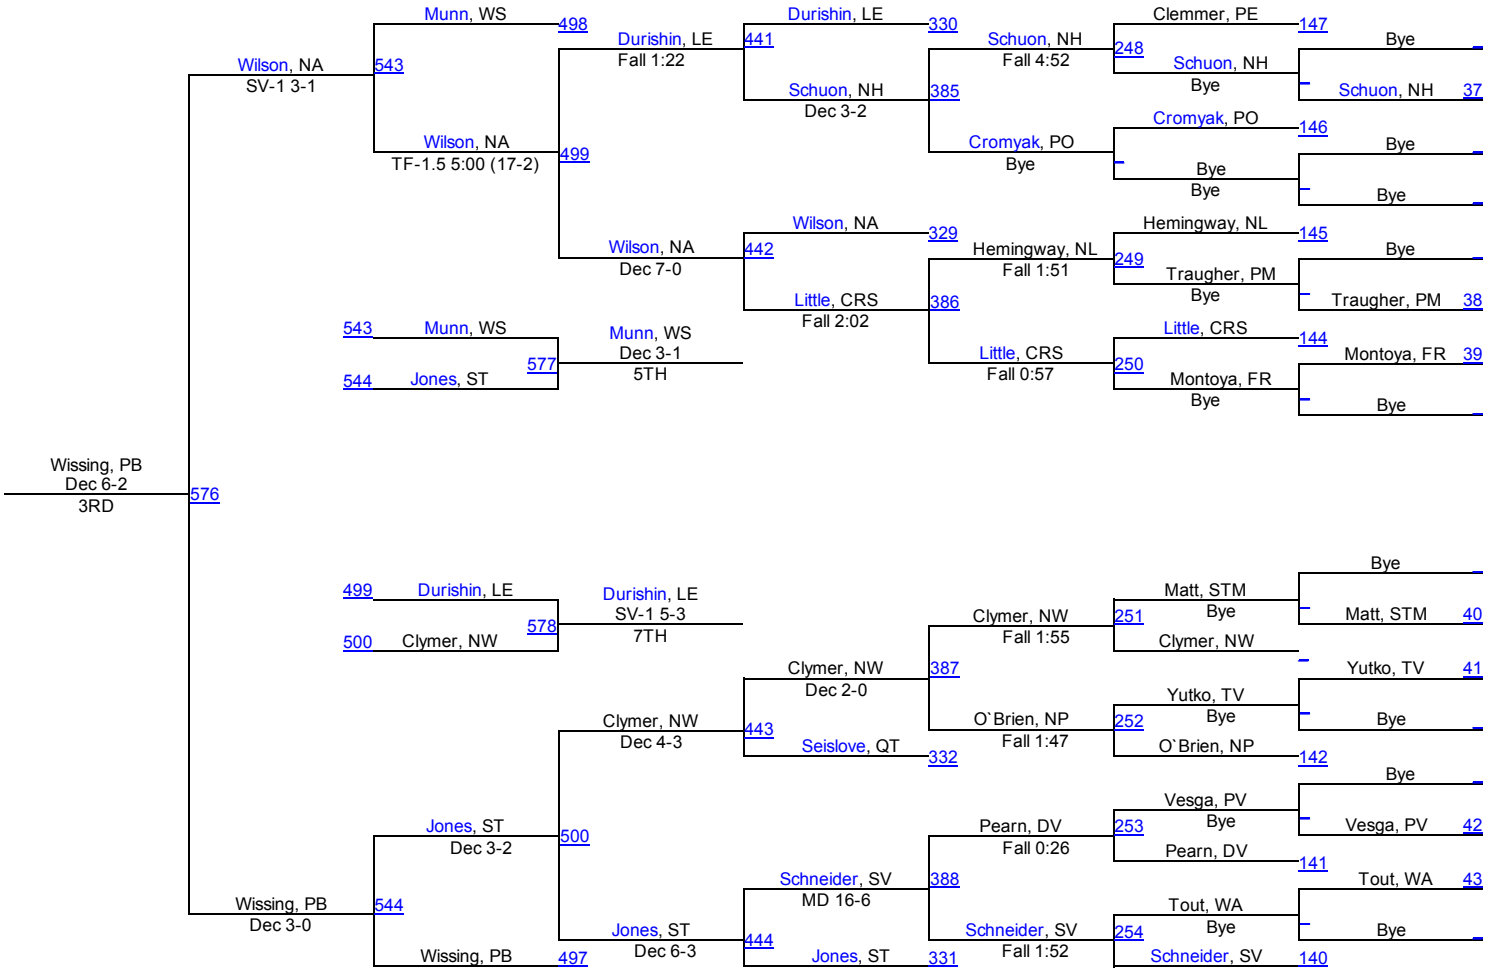 Munn, WS 498 Durishin, LE 330 Clemmer, PE 147
Durishin, LE 441 Schuon, NH Bye
Fall 1:22 Fall 4:52 248
Wilson, NA 543 Schuon, NH
SV-1 3-1 Bye
Schuon, NH 385 Schuon, NH 37
Dec 3-2
Cromyak, PO 146
Wilson, NA 499 Cromyak, PO Bye
TF-1.5 5:00 (17-2) Bye Bye
Bye
Bye
Wilson, NA 329 Hemingway, NL 145
Wilson, NA 442 Hemingway, NL Bye
Dec 7-0 Fall 1:51 249
Traugher, PM
Bye
Little, CRS 386 Traugher, PM 38
Fall 2:02
543 Munn, WS Munn, WS Little, CRS 144
Dec 3-1 Little, CRS Montoya, FR 39
577 5TH Fall 0:57 250
544 Jones, ST Montoya, FR
Bye Bye
Wissing, PB
Dec 6-2
3RD 576
Bye
499 Durishin, LE Durishin, LE Matt, STM
SV-1 5-3 Clymer, NW 251 Bye Matt, STM 40
578 7TH Fall 1:55
500 Clymer, NW Clymer, NW
Clymer, NW 387 Yutko, TV 41
Dec 2-0 Yutko, TV
Clymer, NW 443 O`Brien, NP 252 Bye Bye
Dec 4-3 Fall 1:47
Seislove, QT 332 O`Brien, NP 142
Bye
Vesga, PV
Jones, ST 500 Pearn, DV 253 Bye Vesga, PV 42
Dec 3-2 Fall 0:26
Pearn, DV 141
Schneider, SV 388 Tout, WA 43
MD 16-6
Wissing, PB 544 Tout, WA
Dec 3-0 Bye
Jones, ST 444 Schneider, SV 254 Bye
Dec 6-3 Fall 1:52
Wissing, PB 497 Jones, ST 331 Schneider, SV 140